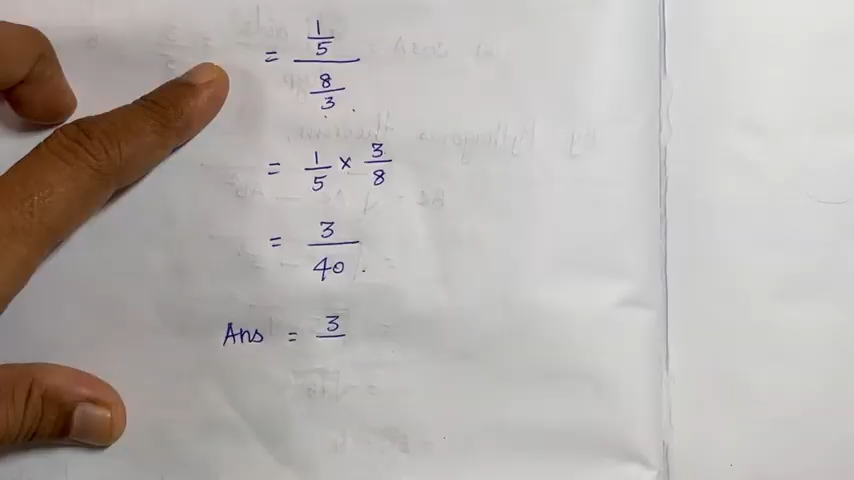 = 1/5 / 8/3
= 1/5 × 3/8
= 3/40.
Ans = 3/